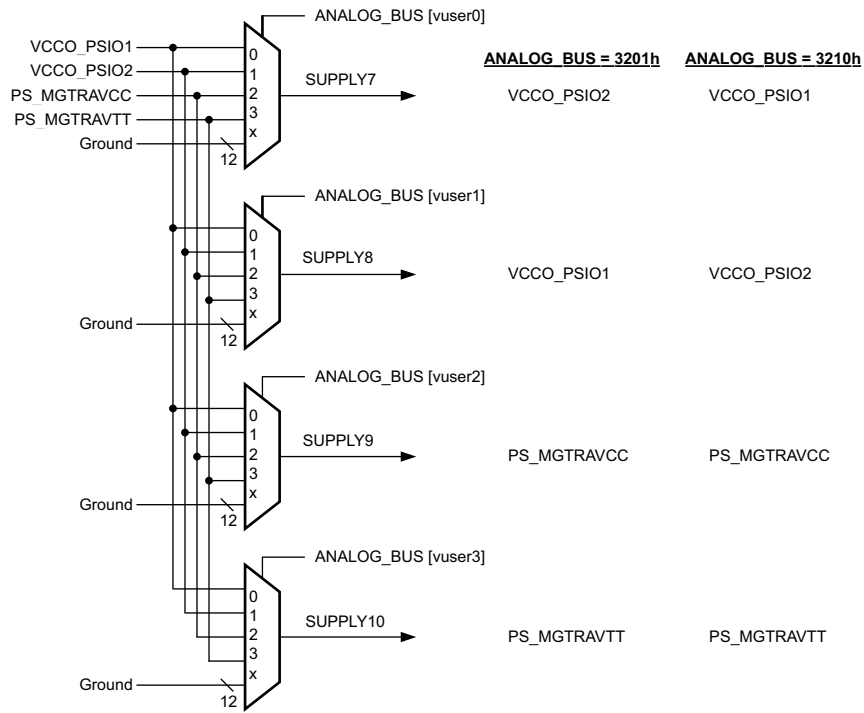 ANALOG_BUS [vuser0]
VCCO_PSIO1
0
ANALOG_BUS = 3201h ANALOG_BUS = 3210h
VCCO_PSIO2
1
SUPPLY7
PS_MGTRAVCC
2
VCCO_PSIO2 VCCO_PSIO1
PS_MGTRAVTT
3
x
Ground
12
ANALOG_BUS [vuser1]
0
1
SUPPLY8
2
VCCO_PSIO1 VCCO_PSIO2
3
x
Ground
12
ANALOG_BUS [vuser2]
0
1
SUPPLY9
2
PS_MGTRAVCC PS_MGTRAVCC
3
x
Ground
12
ANALOG_BUS [vuser3]
0
1
SUPPLY10
2
PS_MGTRAVTT PS_MGTRAVTT
3
x
Ground
12